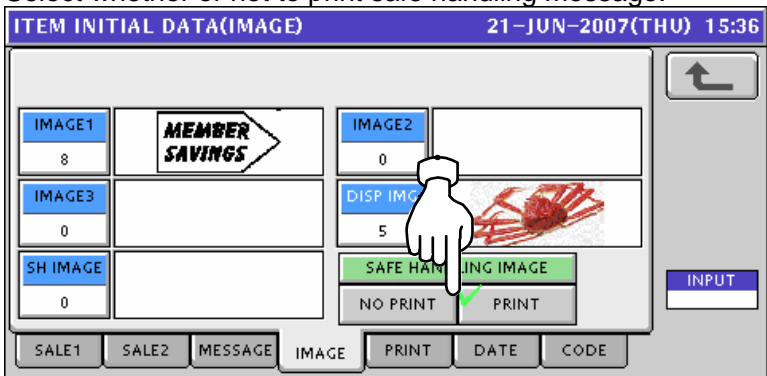 Select whether or not to print safe handling message.
ITEM INITIAL DATA(IMAGE) 21-JUN-2007(THU) 15:36
IMAGE1 MEMBER SAVINGS IMAGE2
8 0
IMAGE3 DISP IMG
0 5
SH IMAGE SAFE HANDLING IMAGE
0 NO PRINT PRINT
INPUT
SALE1 SALE2 MESSAGE IMAGE PRINT DATE CODE